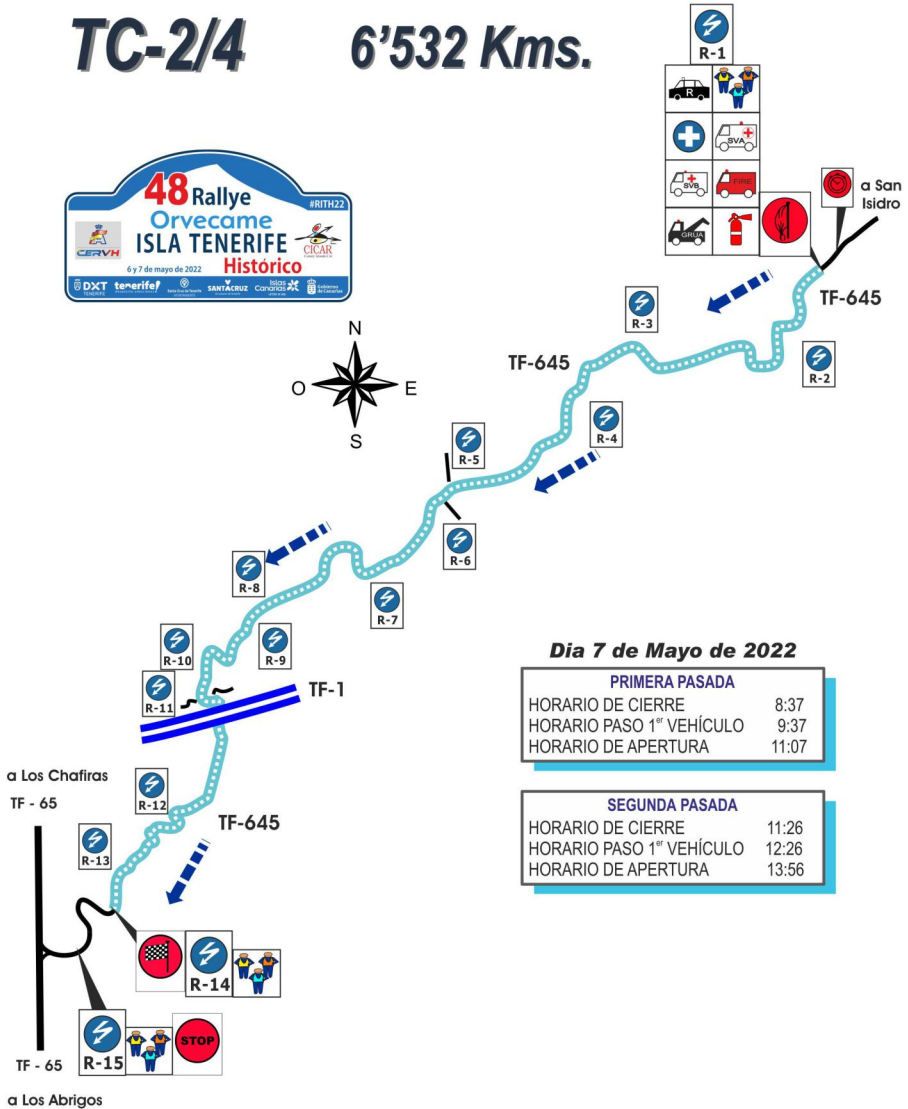 TC-2/4
6'532 Kms.
R-1
R
SVA
SVB
FIRE
GRUA
a San
Isidro
48 Rallye
#RITH22
Orvecame
ISLA TENERIFE
Histórico
CERVH
CICAR
6 y 7 de mayo de 2022
DXT
TENERIFE
tenerife!
SANTACRUZ
Islas
Canarias
Gobierno
de Canarias
TF-645
R-3
R-2
TF-645
N
O
E
S
R-4
R-5
R-6
R-8
R-7
R-10
R-9
R-11
TF-1
Dia 7 de Mayo de 2022
PRIMERA PASADA
HORARIO DE CIERRE 8:37
HORARIO PASO 1er VEHÍCULO 9:37
HORARIO DE APERTURA 11:07
SEGUNDA PASADA
HORARIO DE CIERRE 11:26
HORARIO PASO 1er VEHÍCULO 12:26
HORARIO DE APERTURA 13:56
a Los Chafiras
TF - 65
R-12
TF-645
R-13
R-14
R-15
STOP
TF - 65
a Los Abrigos